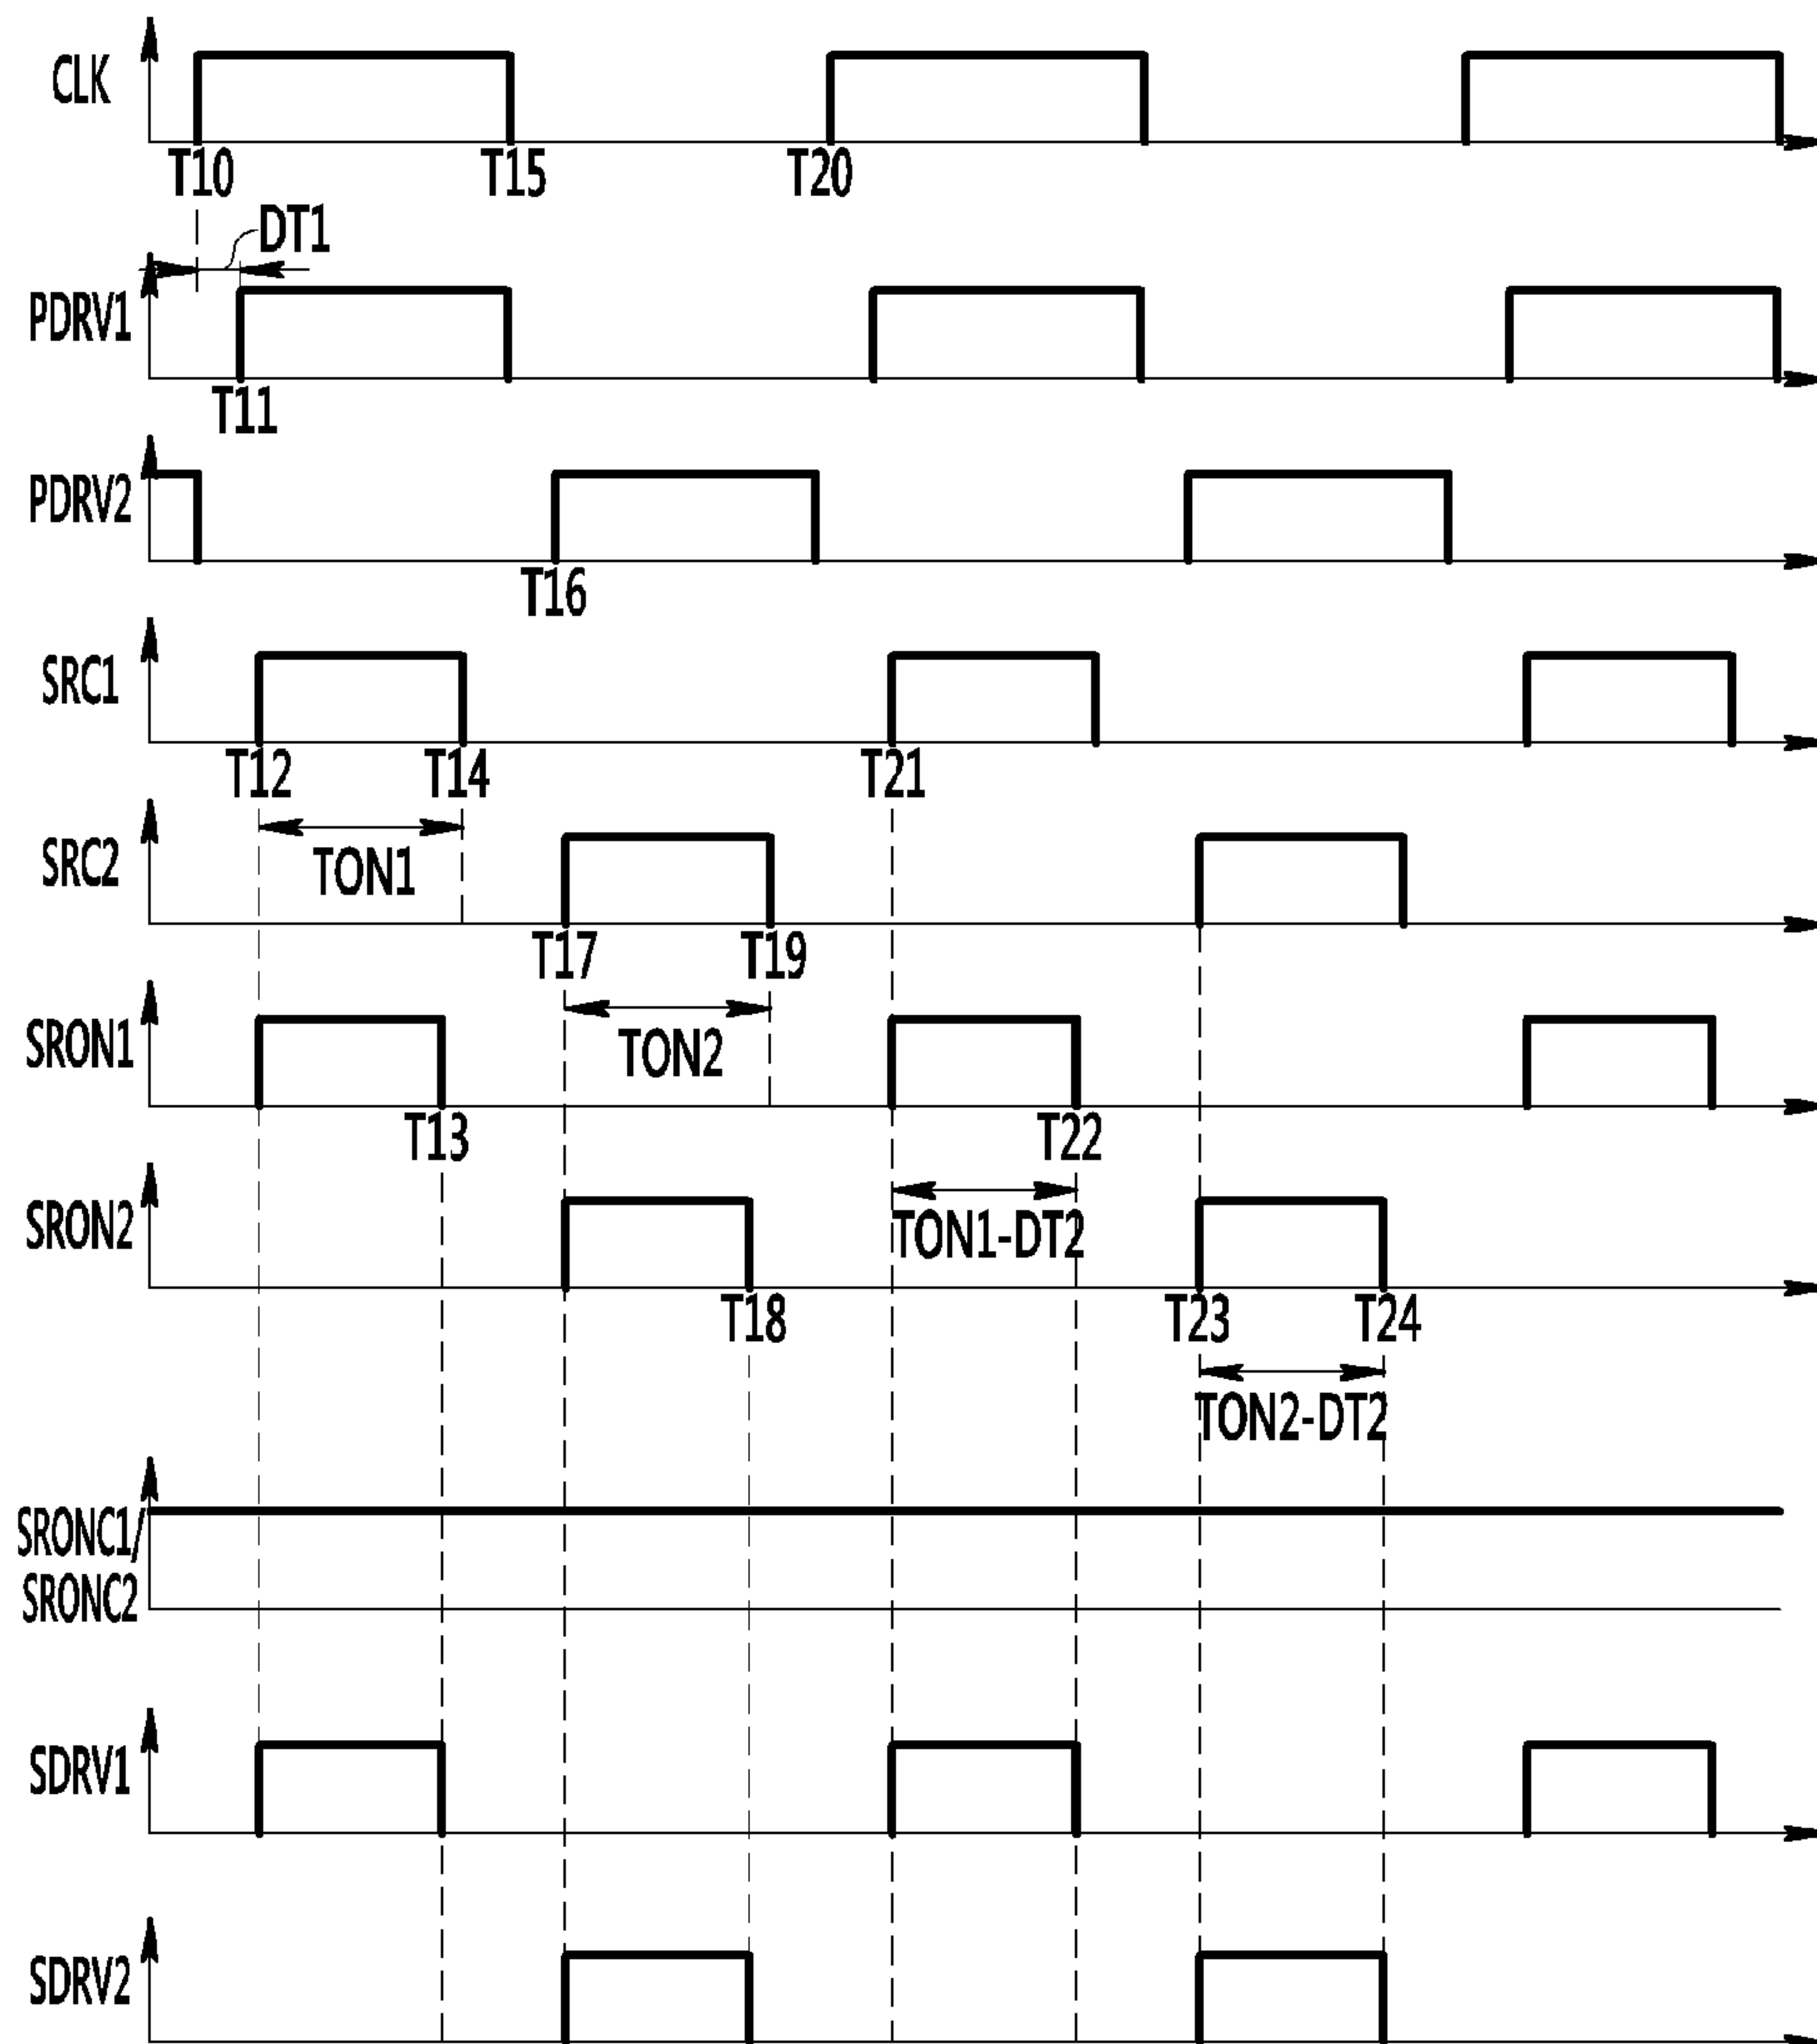 CLK
T10 T15 T20
DT1
PDRV1
T11
PDRV2
T16
SRC1
T12 T14 T21
SRC2
TON1
T17 T19
SRON1
TON2
T13 T22
SRON2
TON1-DT2
T18 T23 T24
TON2-DT2
SRONC1/
SRONC2
SDRV1
SDRV2